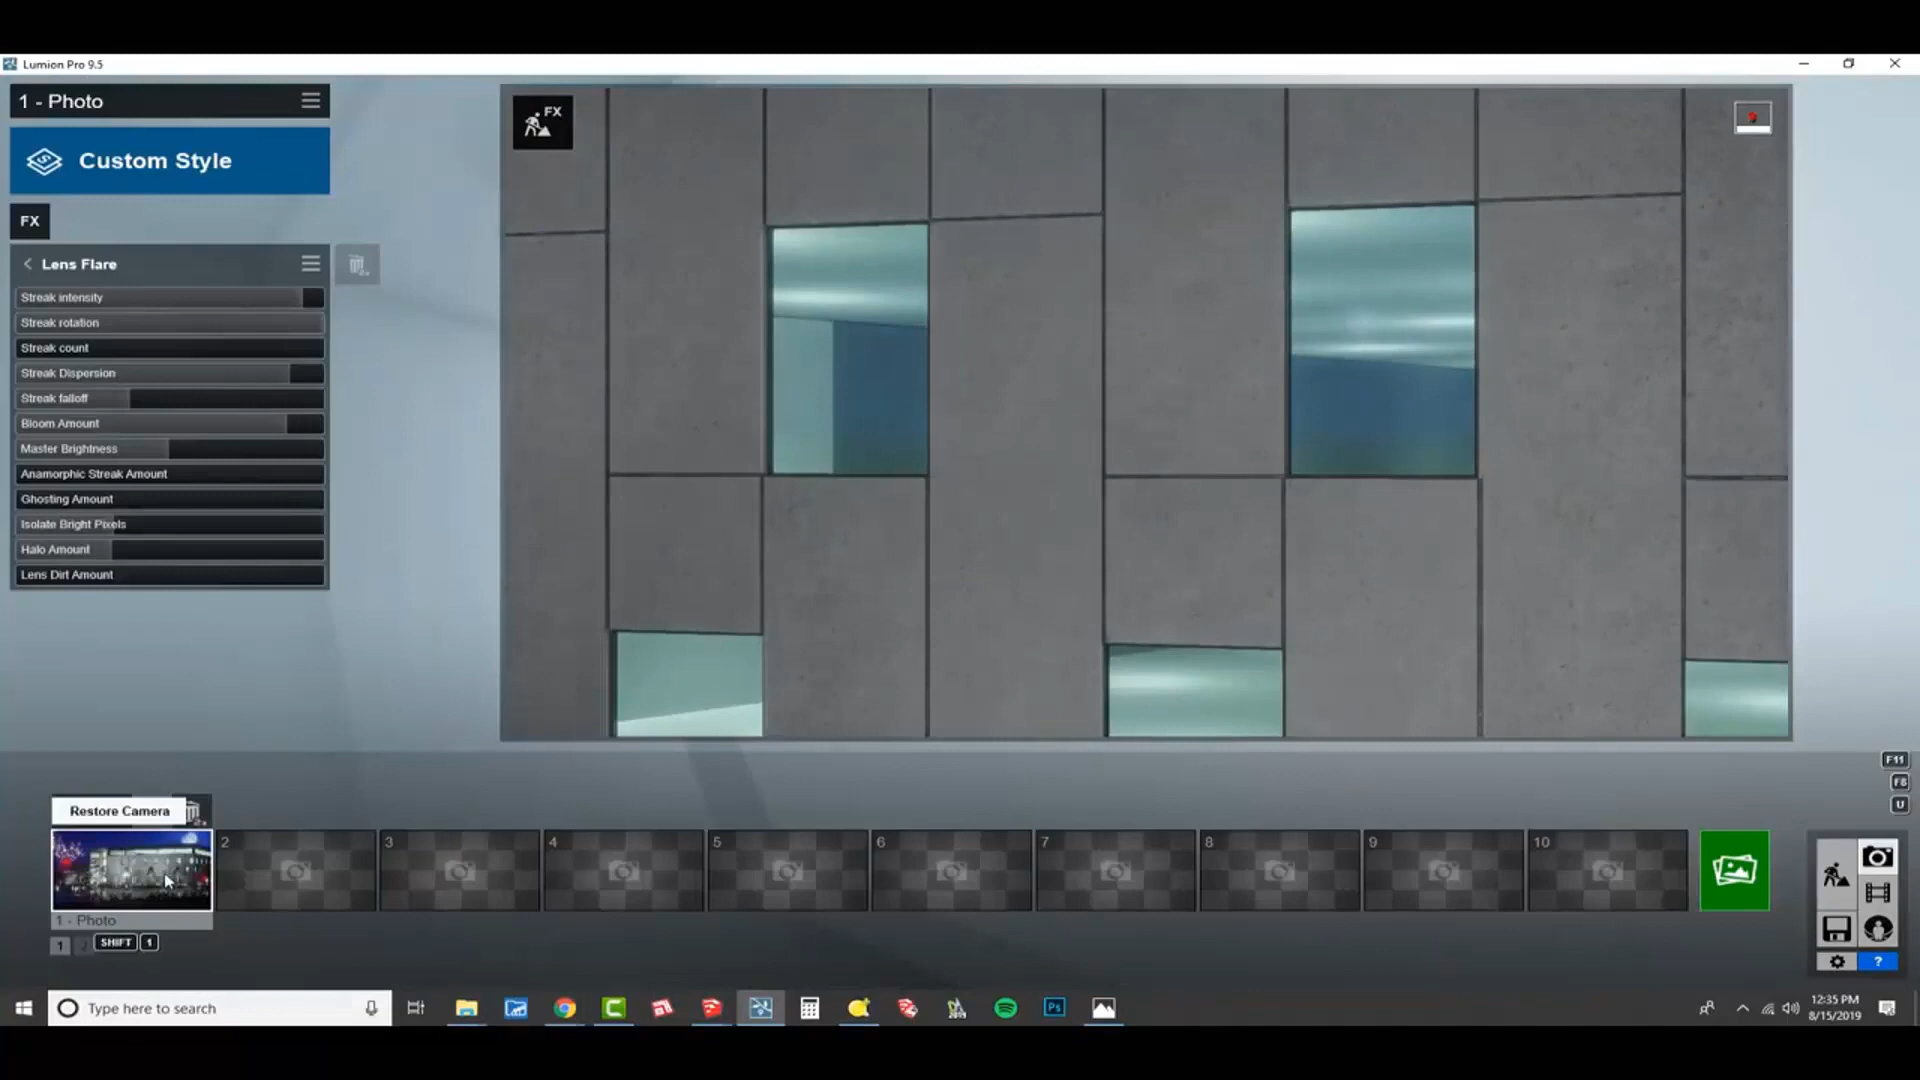 Lumion Pro 9.5
1 - Photo
Custom Style
FX
Lens Flare
Streak intensity
Streak rotation
Streak count
Streak Dispersion
Streak falloff
Bloom Amount
Master Brightness
Anamorphic Streak Amount
Ghosting Amount
Isolate Bright Pixels
Halo Amount
Lens Dirt Amount
FX
F11
F8
U
Restore Camera
2 3 4 5 6 7 8 9 10
1 - Photo
1 SHIFT 1
?
Type here to search
Ps
12:35 PM
8/15/2019